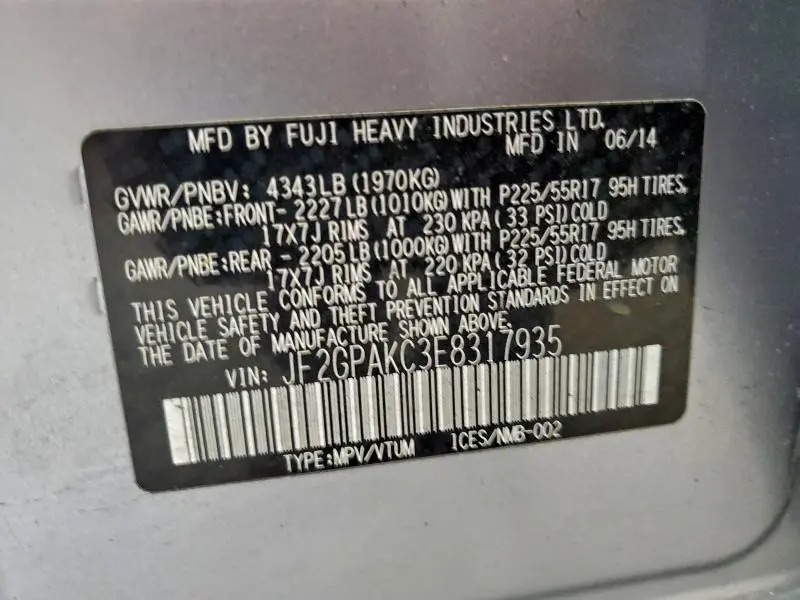 MFD BY FUJI HEAVY INDUSTRIES LTD.
MFD IN 06/14
GVWR/PNBV: 4343LB (1970KG)
GAWR/PNBE:FRONT- 2227LB (1010KG) WITH P225/55R17 95H TIRES,
17X7J RIMS AT 230 KPA (33 PSI) COLD
GAWR/PNBE:REAR - 2205LB (1000KG) WITH P225/55R17 95H TIRES,
17X7J RIMS AT 220 KPA (32 PSI) COLD
THIS VEHICLE CONFORMS TO ALL APPLICABLE FEDERAL MOTOR
VEHICLE SAFETY AND THEFT PREVENTION STANDARDS IN EFFECT ON
THE DATE OF MANUFACTURE SHOWN ABOVE.
VIN: JF2GPAKC3E8317935
TYPE:MPV/VTUM ICES/NMB-002